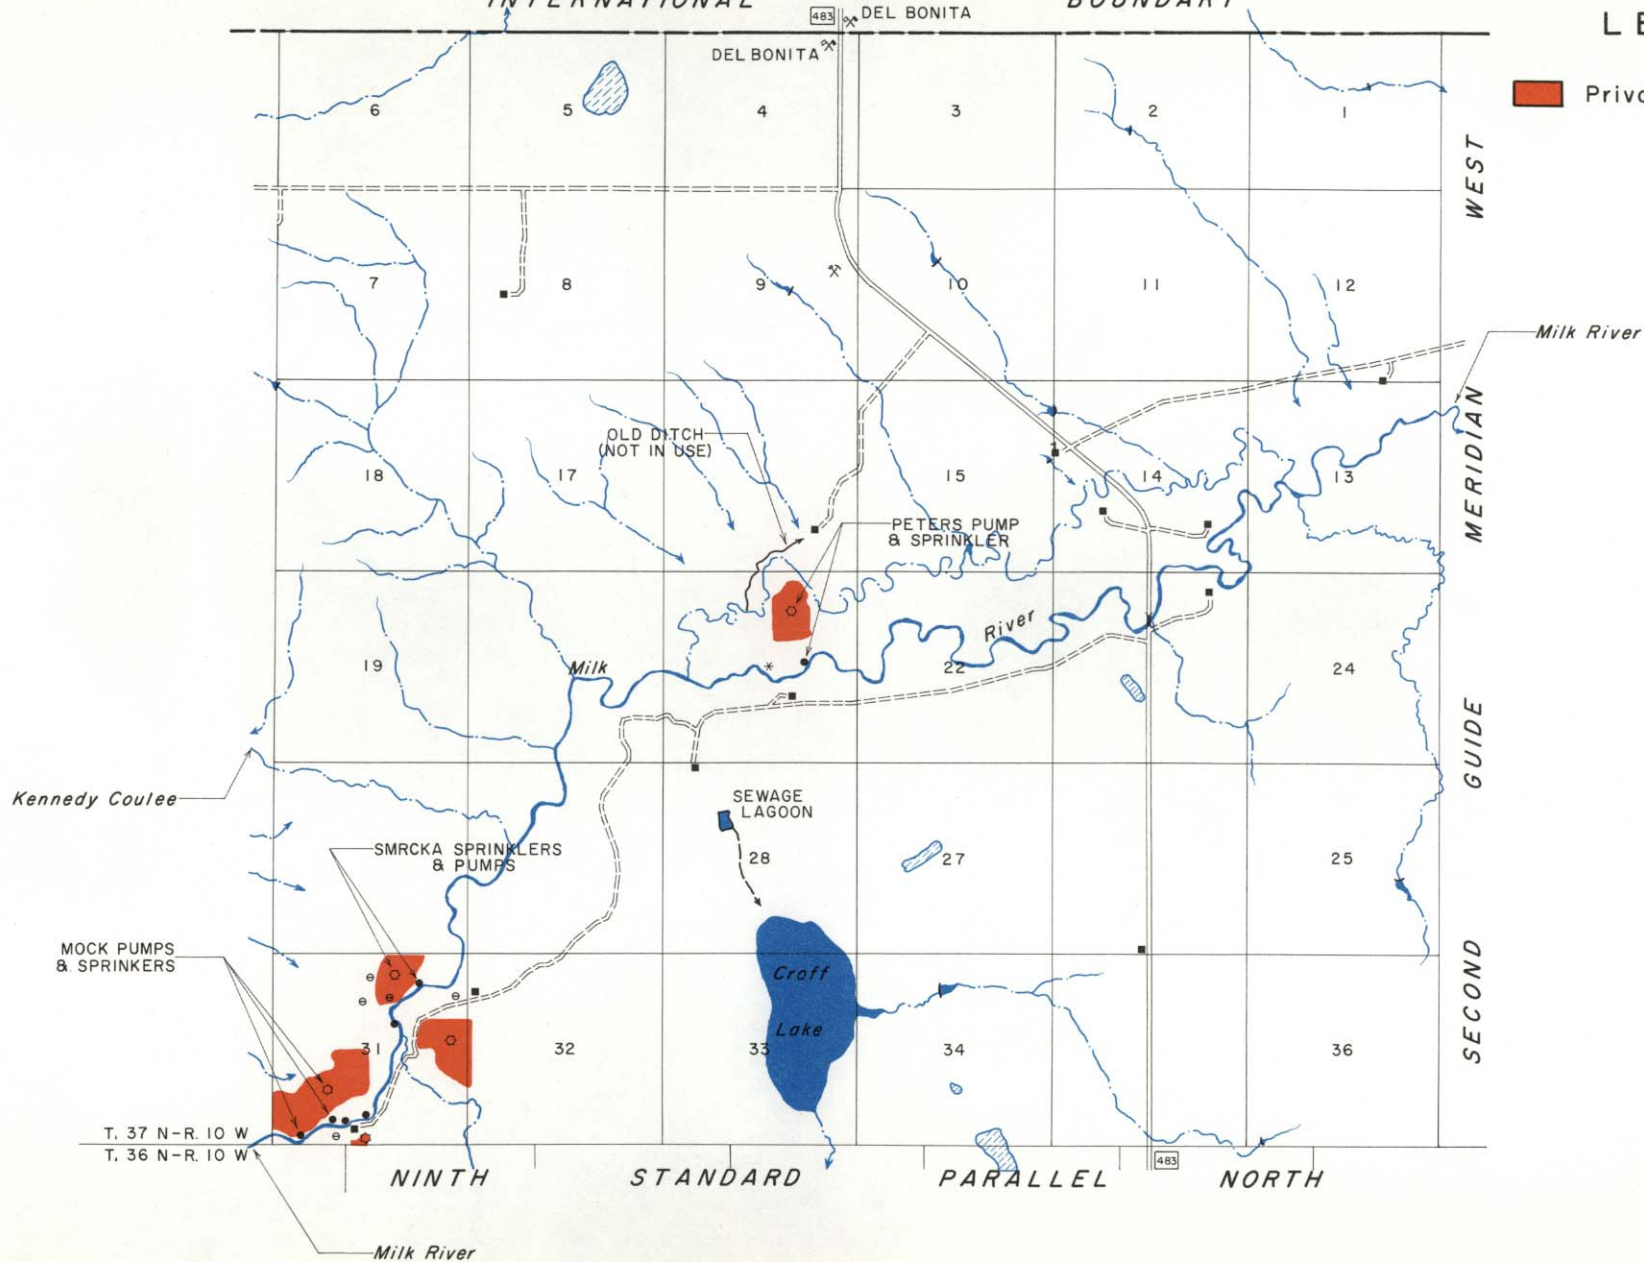 INTERNATIONAL BOUNDARY
483
DEL BONITA
DEL BONITA
6 5 4 3 2 1
7 8 9 10 11 12
Milk River
OLD DITCH
(NOT IN USE)
18 17 15 14 13
PETERS PUMP
& SPRINKLER
River
Milk
19 22 24
Kennedy Coulee
SEWAGE
LAGOON
SMRCKA SPRINKLERS
& PUMPS
28 27 25
MOCK PUMPS
& SPRINKERS
Croff
Lake
31 32 33 34 36
T. 37 N-R. 10 W
T. 36 N-R. 10 W
483
NINTH STANDARD PARALLEL NORTH
Milk River
SECOND GUIDE MERIDIAN WEST